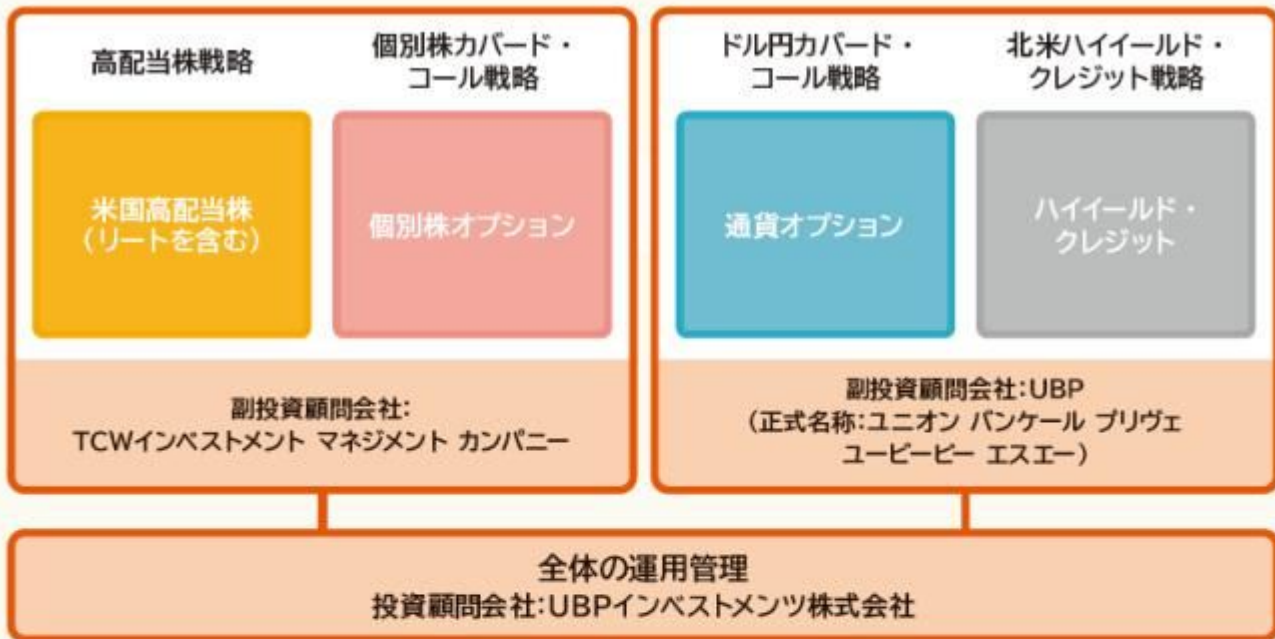 高配当株戦略
個別株カバード・
コール戦略
ドル円カバード・
コール戦略
北米ハイイールド・
クレジット戦略
米国高配当株
（リートを含む）
個別株オプション
通貨オプション
ハイイールド・
クレジット
副投資顧問会社：
TCWインベストメント マネジメント カンパニー
副投資顧問会社：UBP
（正式名称：ユニオン バンケール プリヴェ
ユービーピー エスエー）
全体の運用管理
投資顧問会社：UBPインベストメンツ株式会社